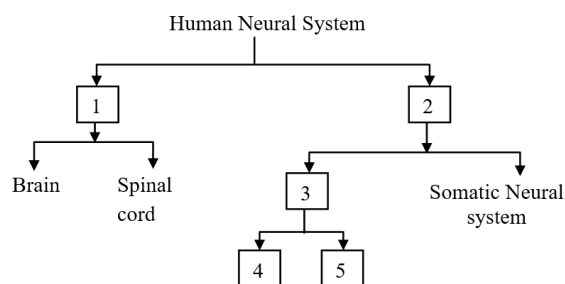 Human Neural System
1
2
Brain
Spinal
cord
3
Somatic Neural
system
4
5